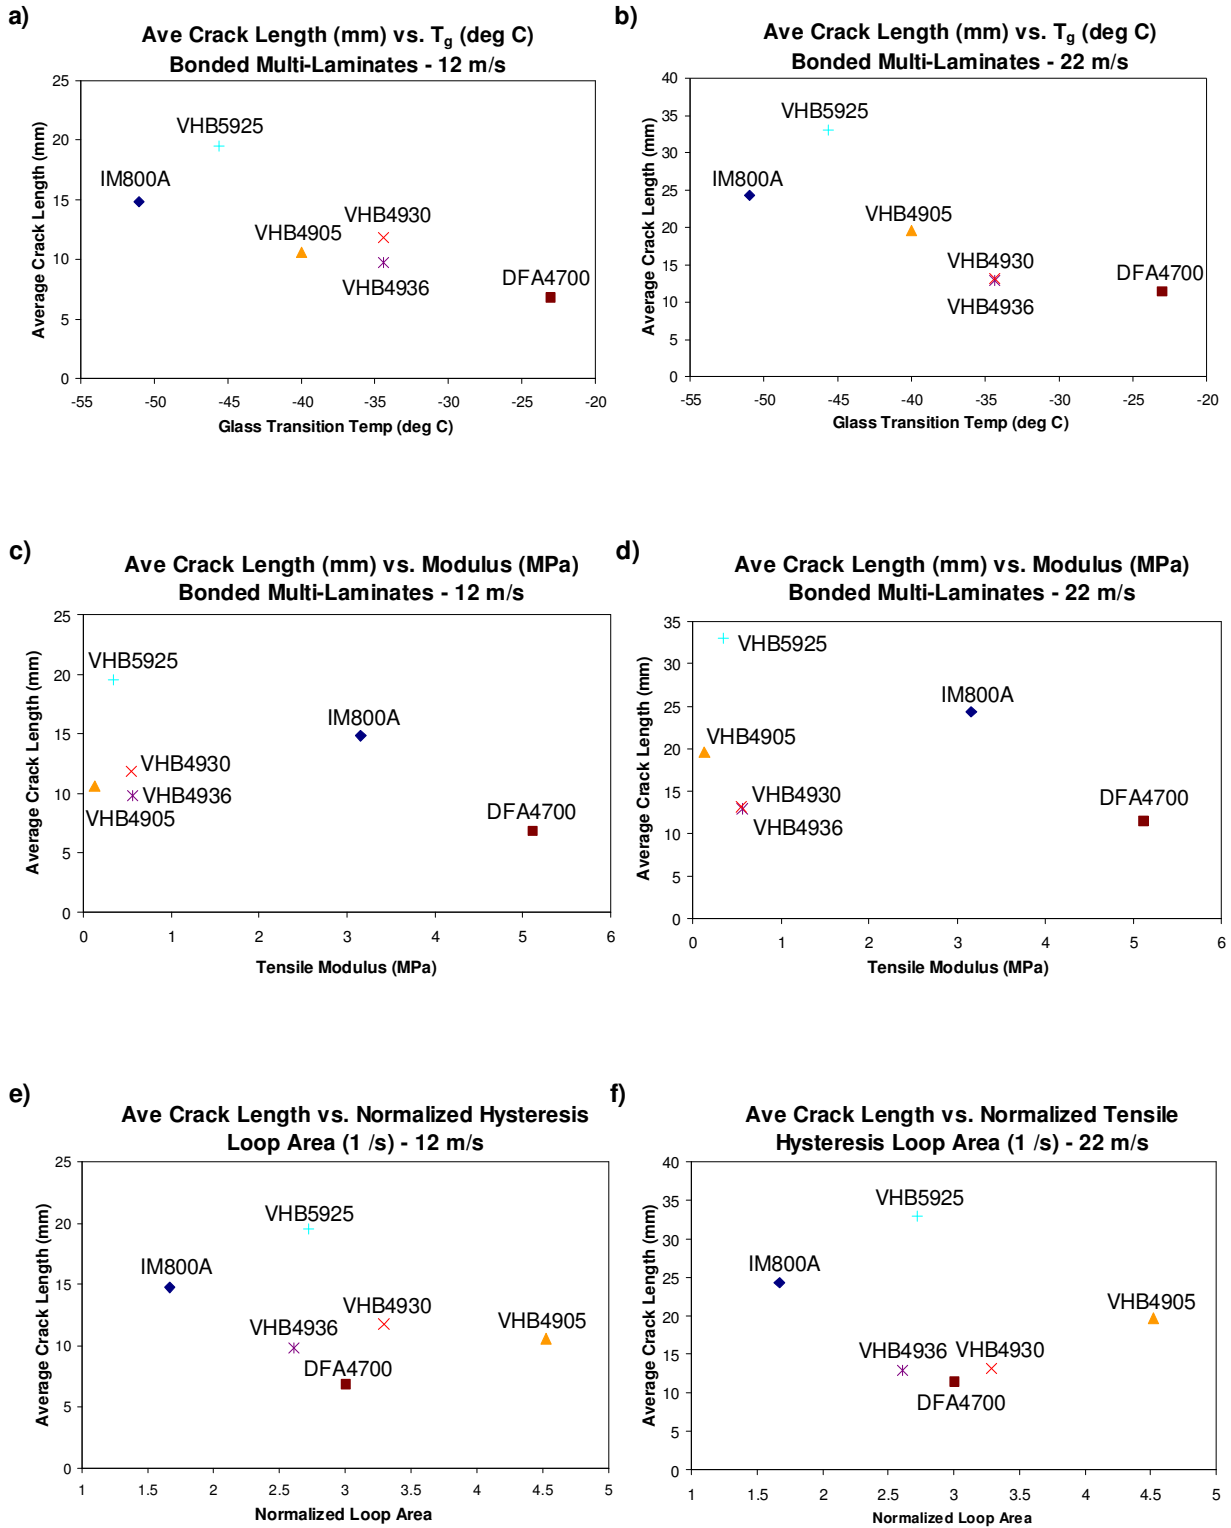 a)
Ave Crack Length (mm) vs. Tg (deg C)
Bonded Multi-Laminates - 12 m/s
Average Crack Length (mm)
25
20
15
10
5
0
VHB5925
IM800A
VHB4930
VHB4905
VHB4936
DFA4700
-55 -50 -45 -40 -35 -30 -25 -20
Glass Transition Temp (deg C)
b)
Ave Crack Length (mm) vs. Tg (deg C)
Bonded Multi-Laminates - 22 m/s
Average Crack Length (mm)
40
35
30
25
20
15
10
5
0
VHB5925
IM800A
VHB4905
VHB4930
DFA4700
VHB4936
-55 -50 -45 -40 -35 -30 -25 -20
Glass Transition Temp (deg C)
c)
Ave Crack Length (mm) vs. Modulus (MPa)
Bonded Multi-Laminates - 12 m/s
Average Crack Length (mm)
25
20
15
10
5
0
VHB5925
IM800A
VHB4930
VHB4936
VHB4905
DFA4700
0 1 2 3 4 5 6
Tensile Modulus (MPa)
d)
Ave Crack Length (mm) vs. Modulus (MPa)
Bonded Multi-Laminates - 22 m/s
Average Crack Length (mm)
35
30
25
20
15
10
5
0
VHB5925
IM800A
VHB4905
VHB4930
DFA4700
VHB4936
0 1 2 3 4 5 6
Tensile Modulus (MPa)
e)
Ave Crack Length vs. Normalized Hysteresis
Loop Area (1 /s) - 12 m/s
Average Crack Length (mm)
25
20
15
10
5
0
VHB5925
IM800A
VHB4930
VHB4936
VHB4905
DFA4700
1 1.5 2 2.5 3 3.5 4 4.5 5
Normalized Loop Area
f)
Ave Crack Length vs. Normalized Tensile
Hysteresis Loop Area (1 /s) - 22 m/s
Average Crack Length (mm)
40
35
30
25
20
15
10
5
0
VHB5925
IM800A
VHB4905
VHB4936 VHB4930
DFA4700
1 1.5 2 2.5 3 3.5 4 4.5 5
Normalized Loop Area